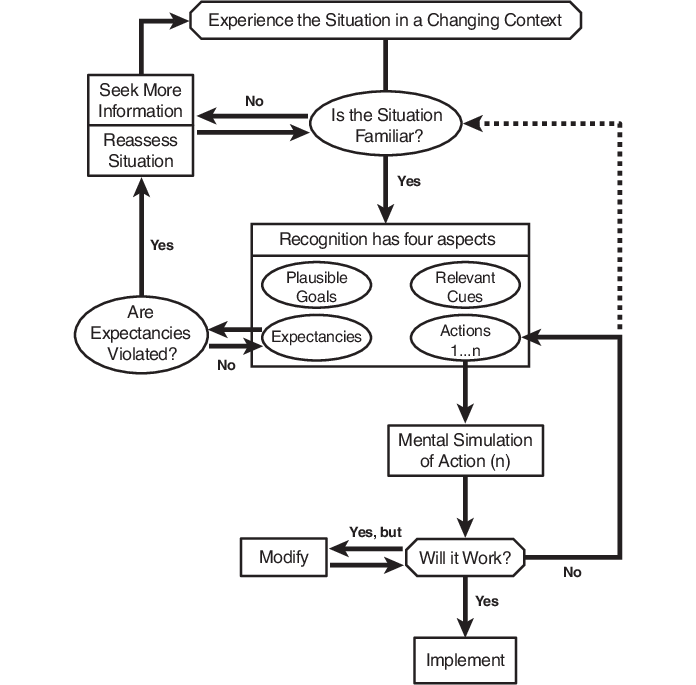 Experience the Situation in a Changing Context
Seek More
Information
No
Is the Situation
Familiar?
Reassess
Situation
Yes
Recognition has four aspects
Yes
Plausible
Goals
Relevant
Cues
Are
Expectancies
Violated?
Expectancies
Actions
1...n
No
Mental Simulation
of Action (n)
Yes, but
Modify
Will it Work?
No
Yes
Implement